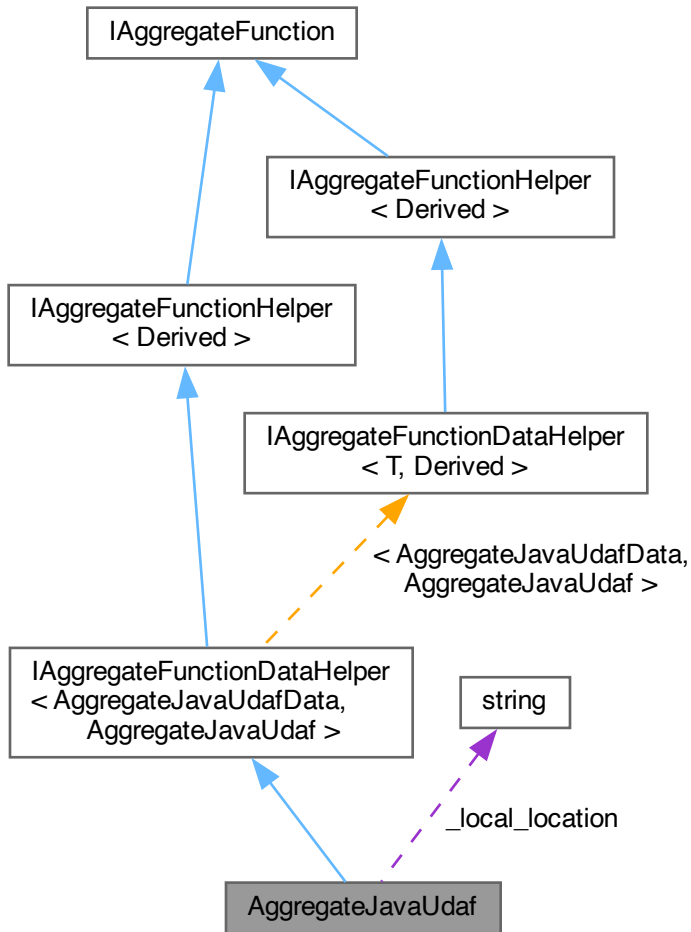 IAggregateFunction
IAggregateFunctionHelper
< Derived >
IAggregateFunctionHelper
< Derived >
IAggregateFunctionDataHelper
< T, Derived >
< AggregateJavaUdafData,
AggregateJavaUdaf >
IAggregateFunctionDataHelper
< AggregateJavaUdafData,
AggregateJavaUdaf >
string
_local_location
AggregateJavaUdaf